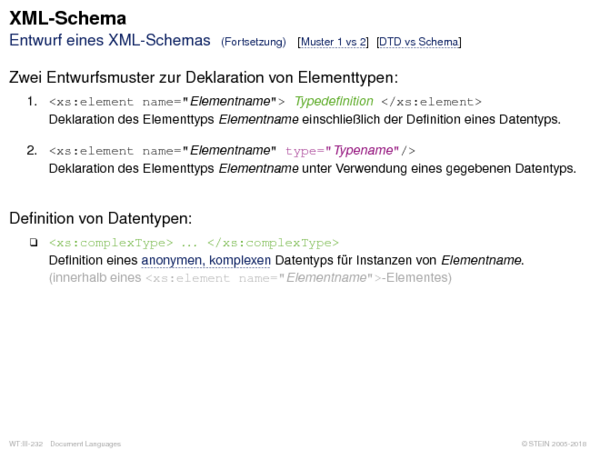 XML-Schema
Entwurf eines XML-Schemas (Fortsetzung) [Muster 1 vs 2] [DTD vs Schema]
Zwei Entwurfsmuster zur Deklaration von Elementtypen:
1. <xs:element name="Elementname"> Typedefinition </xs:element>
Deklaration des Elementtyps Elementname einschließlich der Definition eines Datentyps.
2. <xs:element name="Elementname" type="Typename"/>
Deklaration des Elementtyps Elementname unter Verwendung eines gegebenen Datentyps.
Definition von Datentypen:
❑ <xs:complexType> ... </xs:complexType>
Definition eines anonymen, komplexen Datentyps für Instanzen von Elementname.
(innerhalb eines <xs:element name="Elementname">-Elementes)
WT:III-232 Document Languages © STEIN 2005-2018